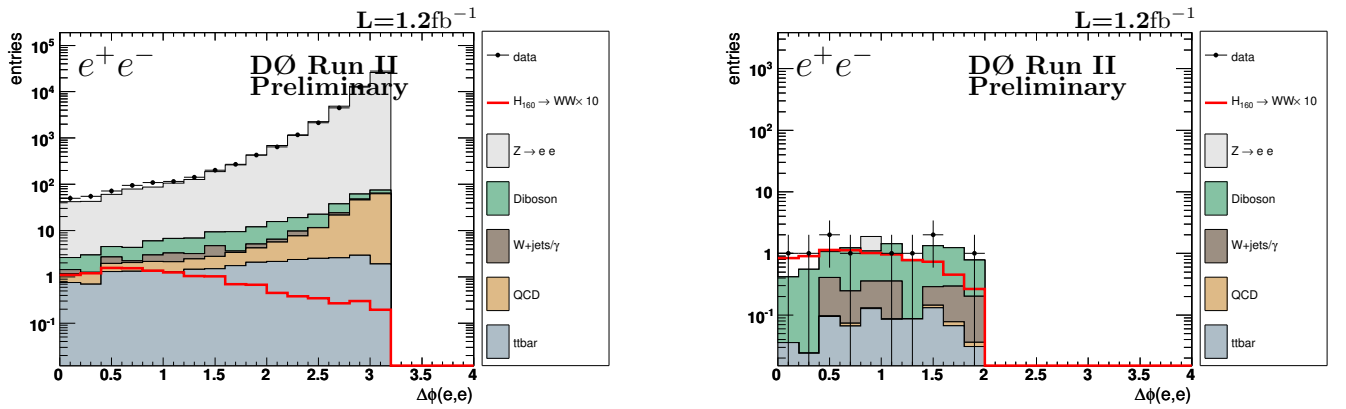 L=1.2fb⁻¹
entries
10⁵
10⁴
10³
10²
10
1
10⁻¹
e⁺e⁻
DØ Run II
Preliminary
0 0.5 1 1.5 2 2.5 3 3.5 4
Δϕ(e,e)
data
H₁₆₀ → WW× 10
Z → e e
Diboson
W+jets/γ
QCD
ttbar
L=1.2fb⁻¹
entries
10³
10²
10
1
10⁻¹
e⁺e⁻
DØ Run II
Preliminary
0 0.5 1 1.5 2 2.5 3 3.5 4
Δϕ(e,e)
data
H₁₆₀ → WW× 10
Z → e e
Diboson
W+jets/γ
QCD
ttbar